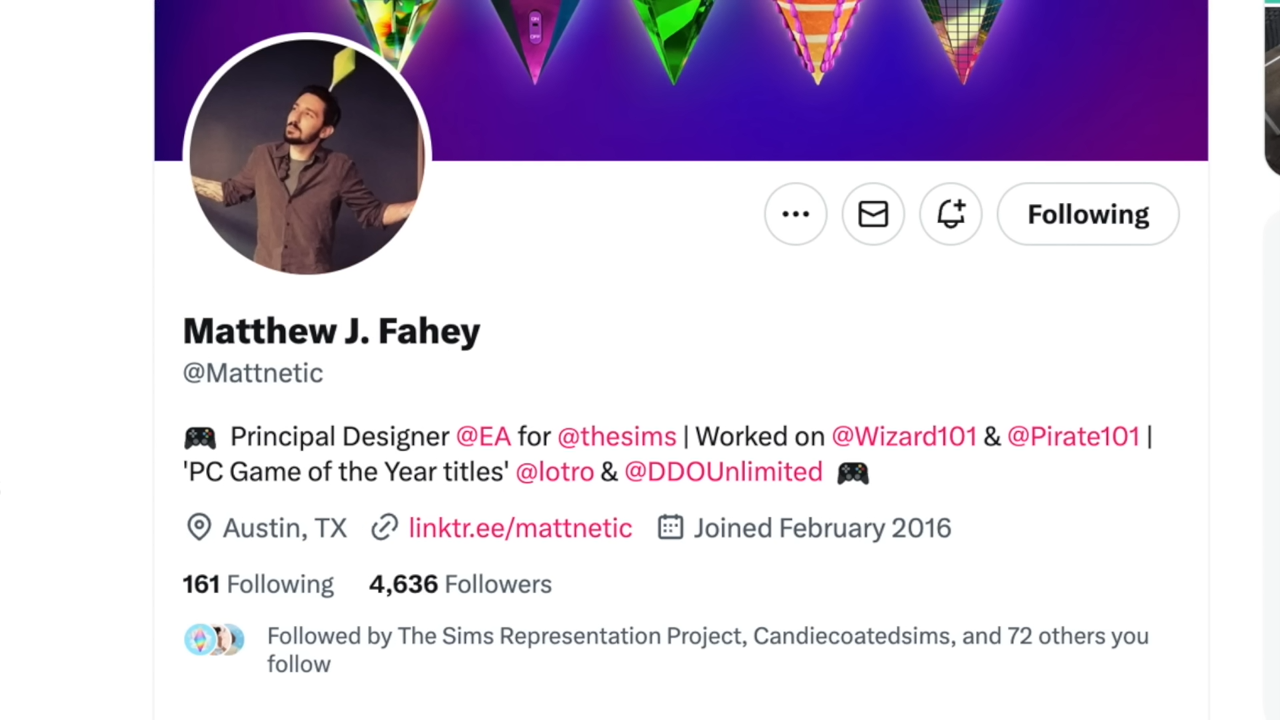 ON
OFF
Following
Matthew J. Fahey
@Mattnetic
🎮 Principal Designer @EA for @thesims | Worked on @Wizard101 & @Pirate101 |
'PC Game of the Year titles' @lotro & @DDOUnlimited 🎮
Austin, TX linktr.ee/mattnetic Joined February 2016
161 Following 4,636 Followers
Followed by The Sims Representation Project, Candiecoatedsims, and 72 others you
follow